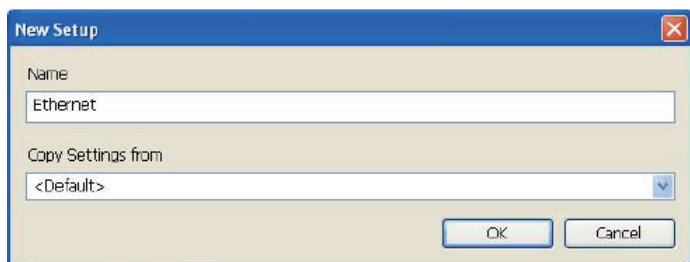 New Setup
Name
Ethernet
Copy Settings from
<Default>
OK Cancel